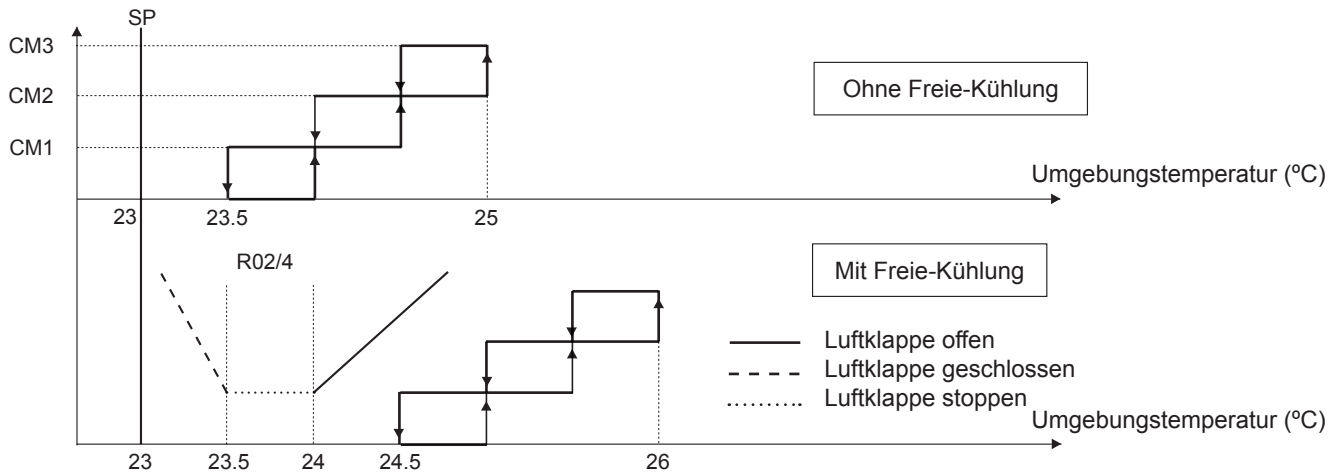 SP
CM3
CM2
CM1
Ohne Freie-Kühlung
Umgebungstemperatur (ºC)
23
23.5
25
R02/4
Mit Freie-Kühlung
Luftklappe offen
Luftklappe geschlossen
Luftklappe stoppen
Umgebungstemperatur (ºC)
23
23.5
24
24.5
26